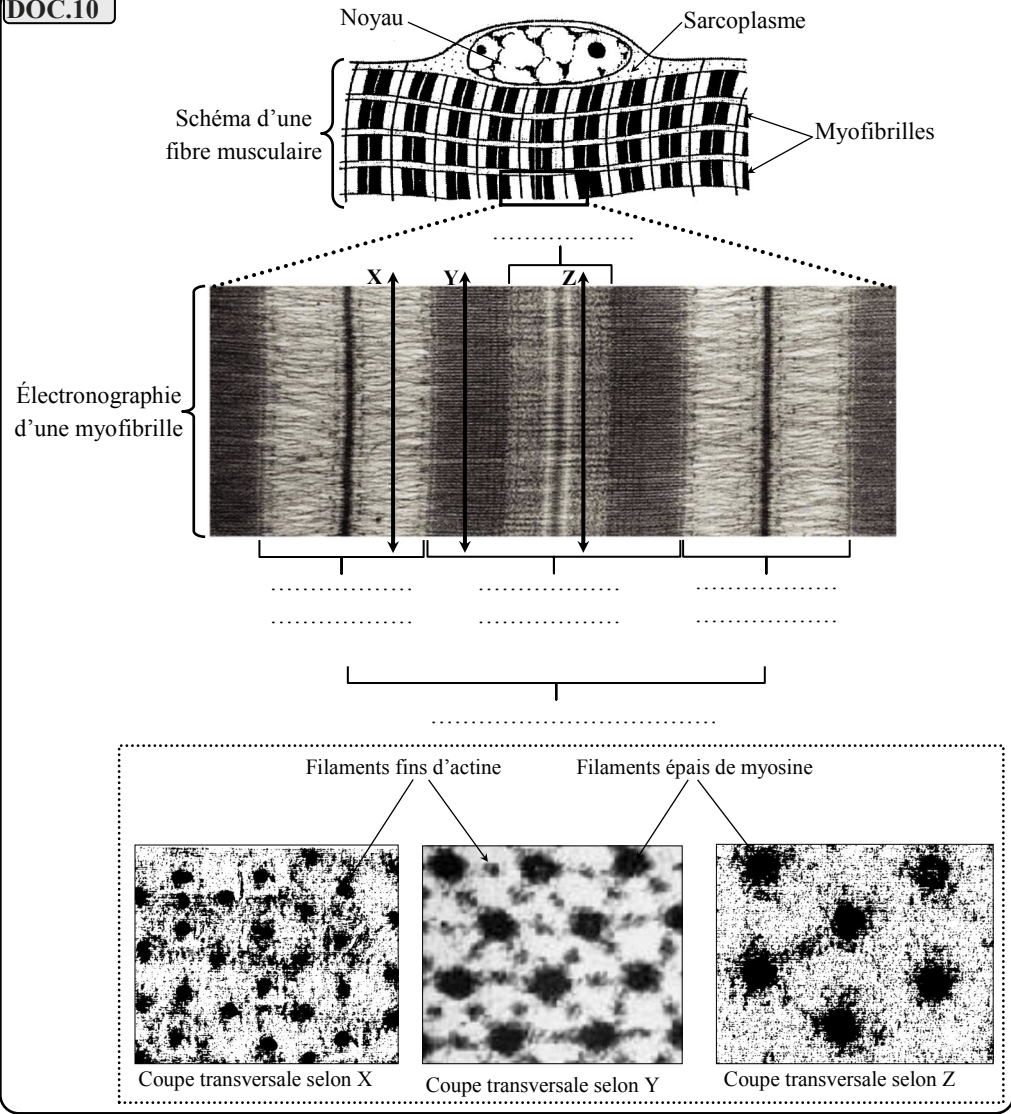 DOC.10
Noyau
Sarcoplasme
Schéma d’une
fibre musculaire
Myofibrilles
X
Y
Z
Électronographie
d’une myofibrille
Filaments fins d’actine
Filaments épais de myosine
Coupe transversale selon X
Coupe transversale selon Y
Coupe transversale selon Z